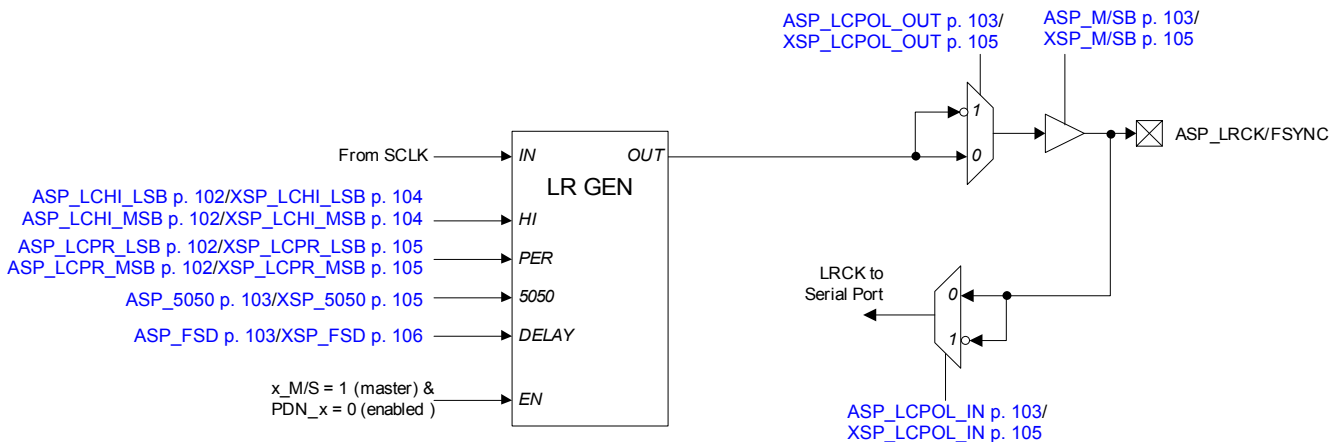 ASP_LCPOL_OUT p. 103/
XSP_LCPOL_OUT p. 105
ASP_M/SB p. 103/
XSP_M/SB p. 105
1
0
ASP_LRCK/FSYNC
From SCLK
IN
OUT
LR GEN
ASP_LCHI_LSB p. 102/XSP_LCHI_LSB p. 104
ASP_LCHI_MSB p. 102/XSP_LCHI_MSB p. 104
HI
ASP_LCPR_LSB p. 102/XSP_LCPR_LSB p. 105
ASP_LCPR_MSB p. 102/XSP_LCPR_MSB p. 105
PER
ASP_5050 p. 103/XSP_5050 p. 105
5050
ASP_FSD p. 103/XSP_FSD p. 106
DELAY
x_M/S = 1 (master) &
PDN_x = 0 (enabled )
EN
LRCK to
Serial Port
0
1
ASP_LCPOL_IN p. 103/
XSP_LCPOL_IN p. 105